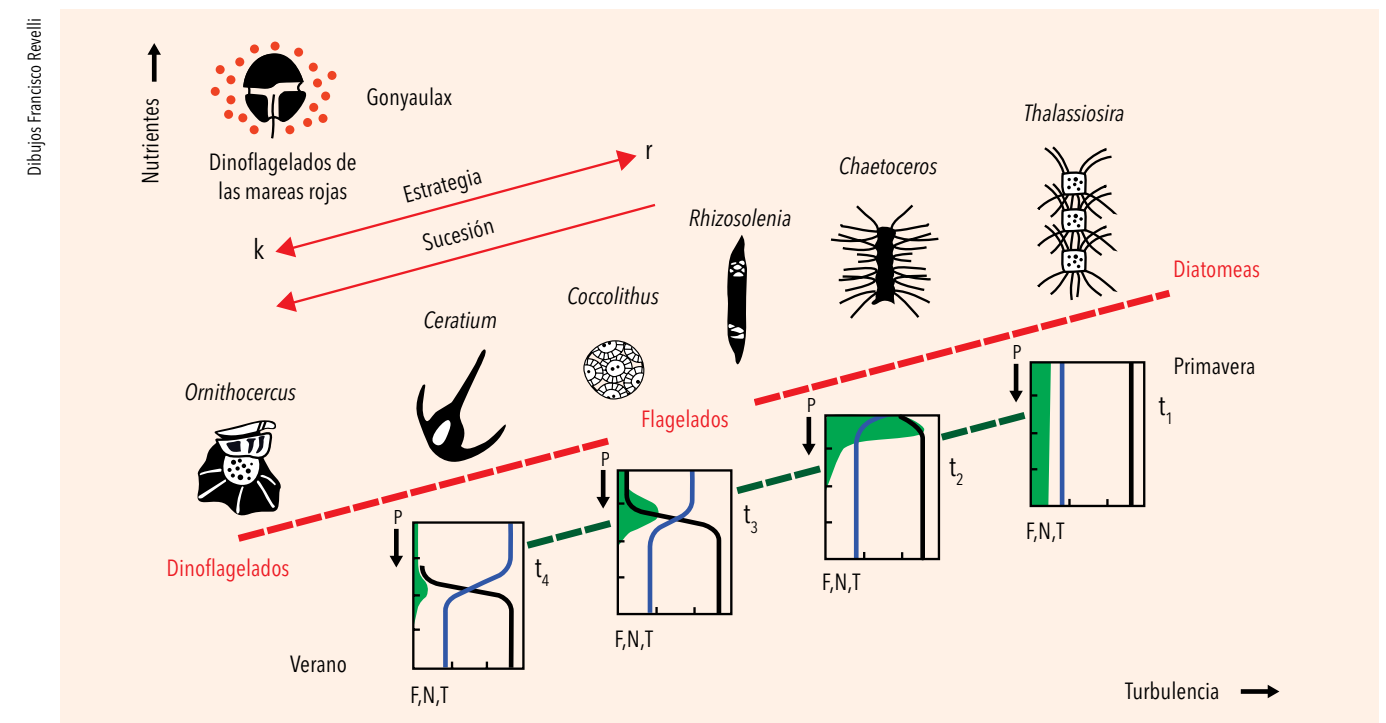 Dibujos Francisco Revelli
Nutrientes
Gonyaulax
Dinoflagelados de
las mareas rojas
r
Estrategia
k
Sucesión
Thalassiosira
Chaetoceros
Rhizosolenia
Coccolithus
Ceratium
Ornithocercus
Diatomeas
Flagelados
Dinoflagelados
P
Primavera
t1
F,N,T
P
t2
F,N,T
P
t3
F,N,T
P
t4
F,N,T
Verano
Turbulencia